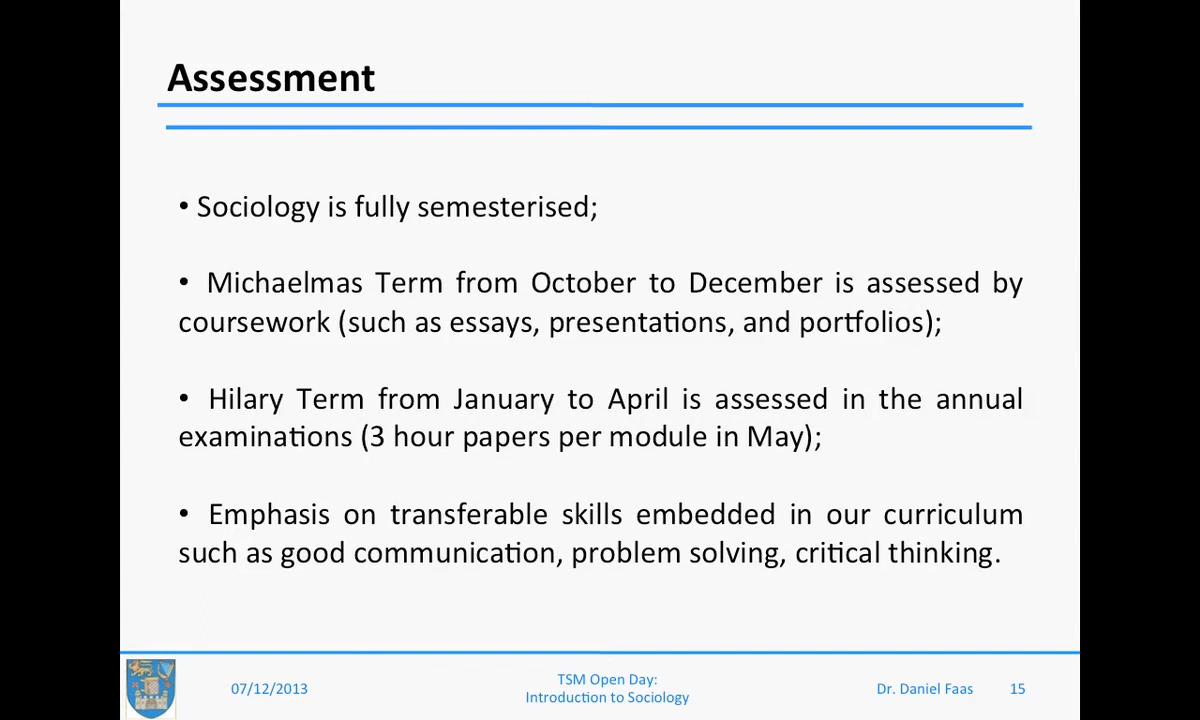 Assessment
• Sociology is fully semesterised;
• Michaelmas Term from October to December is assessed by
coursework (such as essays, presentations, and portfolios);
• Hilary Term from January to April is assessed in the annual
examinations (3 hour papers per module in May);
• Emphasis on transferable skills embedded in our curriculum
such as good communication, problem solving, critical thinking.
07/12/2013
TSM Open Day:
Introduction to Sociology
Dr. Daniel Faas
15